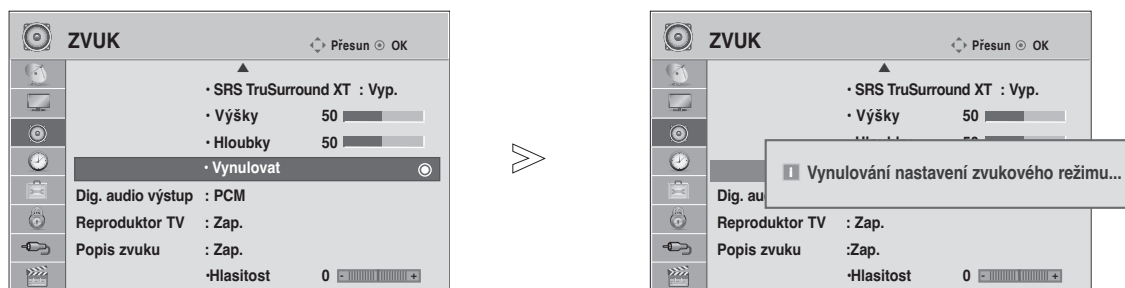 ZVUK Přesun OK
• SRS TruSurround XT : Vyp.
• Výšky 50
• Hloubky 50
• Vynulovat
Dig. audio výstup : PCM
Reproduktor TV : Zap.
Popis zvuku : Zap.
•Hlasitost 0 - +
ZVUK Přesun OK
• SRS TruSurround XT : Vyp.
• Výšky 50
Vynulování nastavení zvukového režimu...
Dig. au
Reproduktor TV : Zap.
Popis zvuku :Zap.
•Hlasitost 0 - +